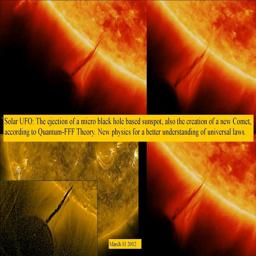 Solar UFO: The ejection of a micro black hole based sunspot, also the creation of a new Comet,
according to Quantum-FFF Theory. New physics for a better understanding of universal laws.
March 11 2012